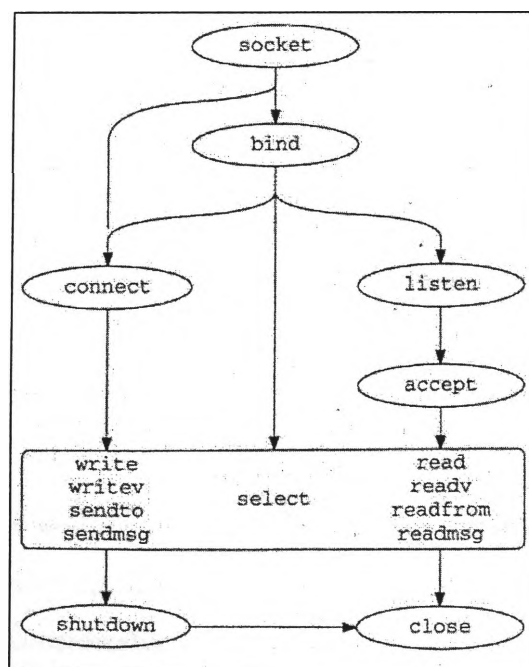 socket
bind
connect
listen
accept
write
writev
sendto
sendmsg
select
read
readv
readfrom
readmsg
shutdown
close